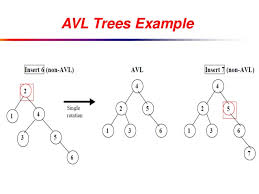 AVL Trees Example
Insert 6 (non-AVL) AVL Insert 7 (non-AVL)
2 4 4
1 4 Single rotation 2 5 2 5
3 5 1 3 6 1 3 6
6 7